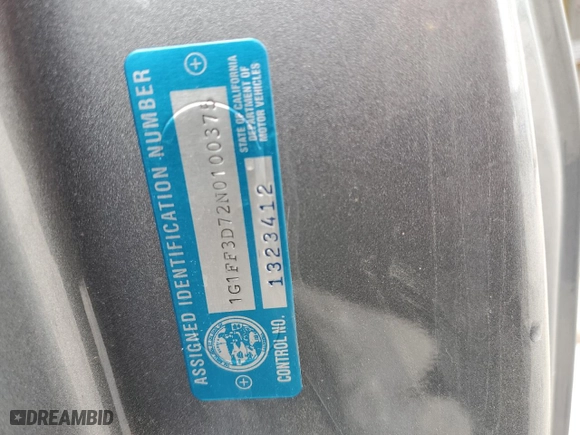 ASSIGNED IDENTIFICATION NUMBER
1G1FF3D72N0100375
STATE OF CALIFORNIA
DEPARTMENT OF
MOTOR VEHICLES
CONTROL NO.
1323412
DREAMBID